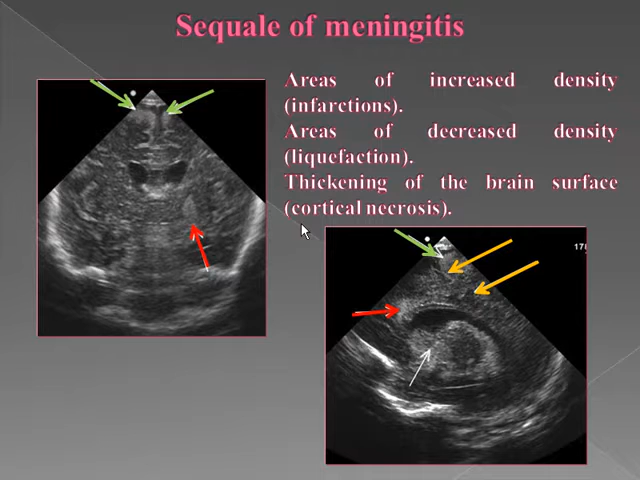 Sequale of meningitis
Areas of increased density
(infarctions).
Areas of decreased density
(liquefaction).
Thickening of the brain surface
(cortical necrosis).